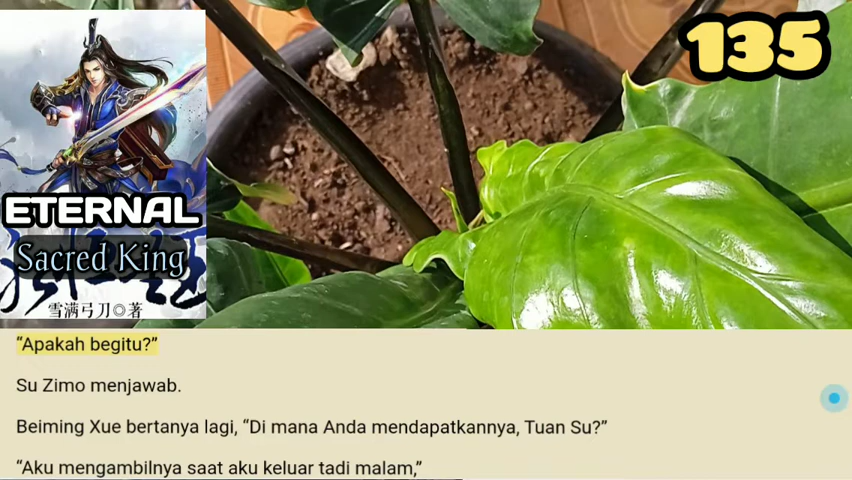 135
ETERNAL
Sacred King
雪满弓刀◎著
“Apakah begitu?”
Su Zimo menjawab.
Beiming Xue bertanya lagi, “Di mana Anda mendapatkannya, Tuan Su?”
“Aku mengambilnya saat aku keluar tadi malam,”